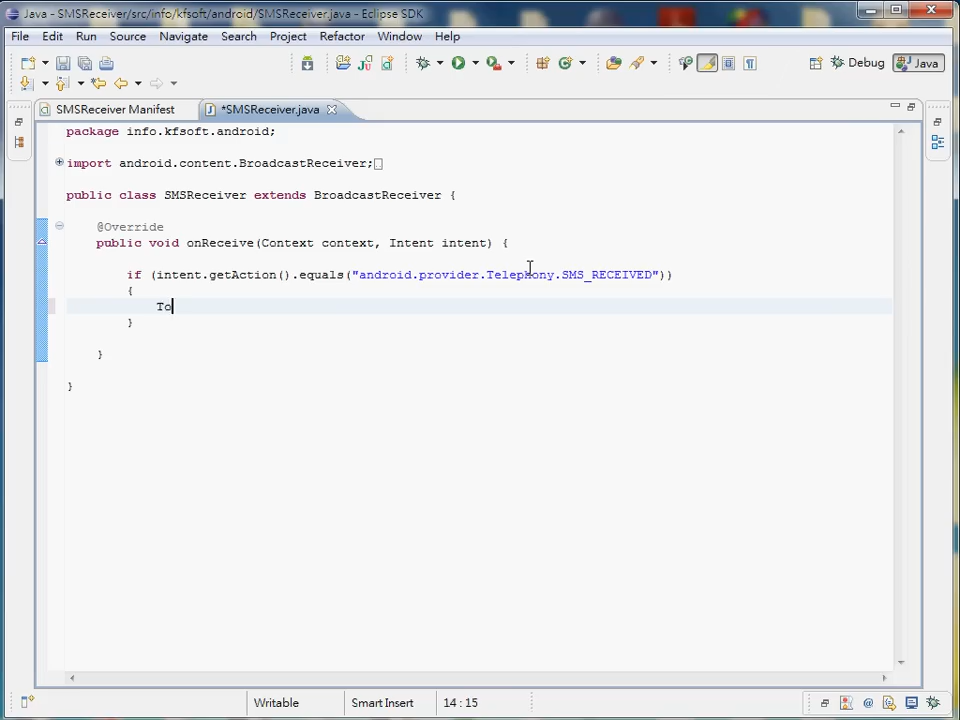 Java - SMSReceiver/src/info/kfsoft/android/SMSReceiver.java - Eclipse SDK
File Edit Run Source Navigate Search Project Refactor Window Help
Debug Java
SMSReceiver Manifest *SMSReceiver.java
package info.kfsoft.android;
import android.content.BroadcastReceiver;
public class SMSReceiver extends BroadcastReceiver {
@Override
public void onReceive(Context context, Intent intent) {
if (intent.getAction().equals("android.provider.Telephony.SMS_RECEIVED"))
{
To
}
}
}
Writable Smart Insert 14 : 15